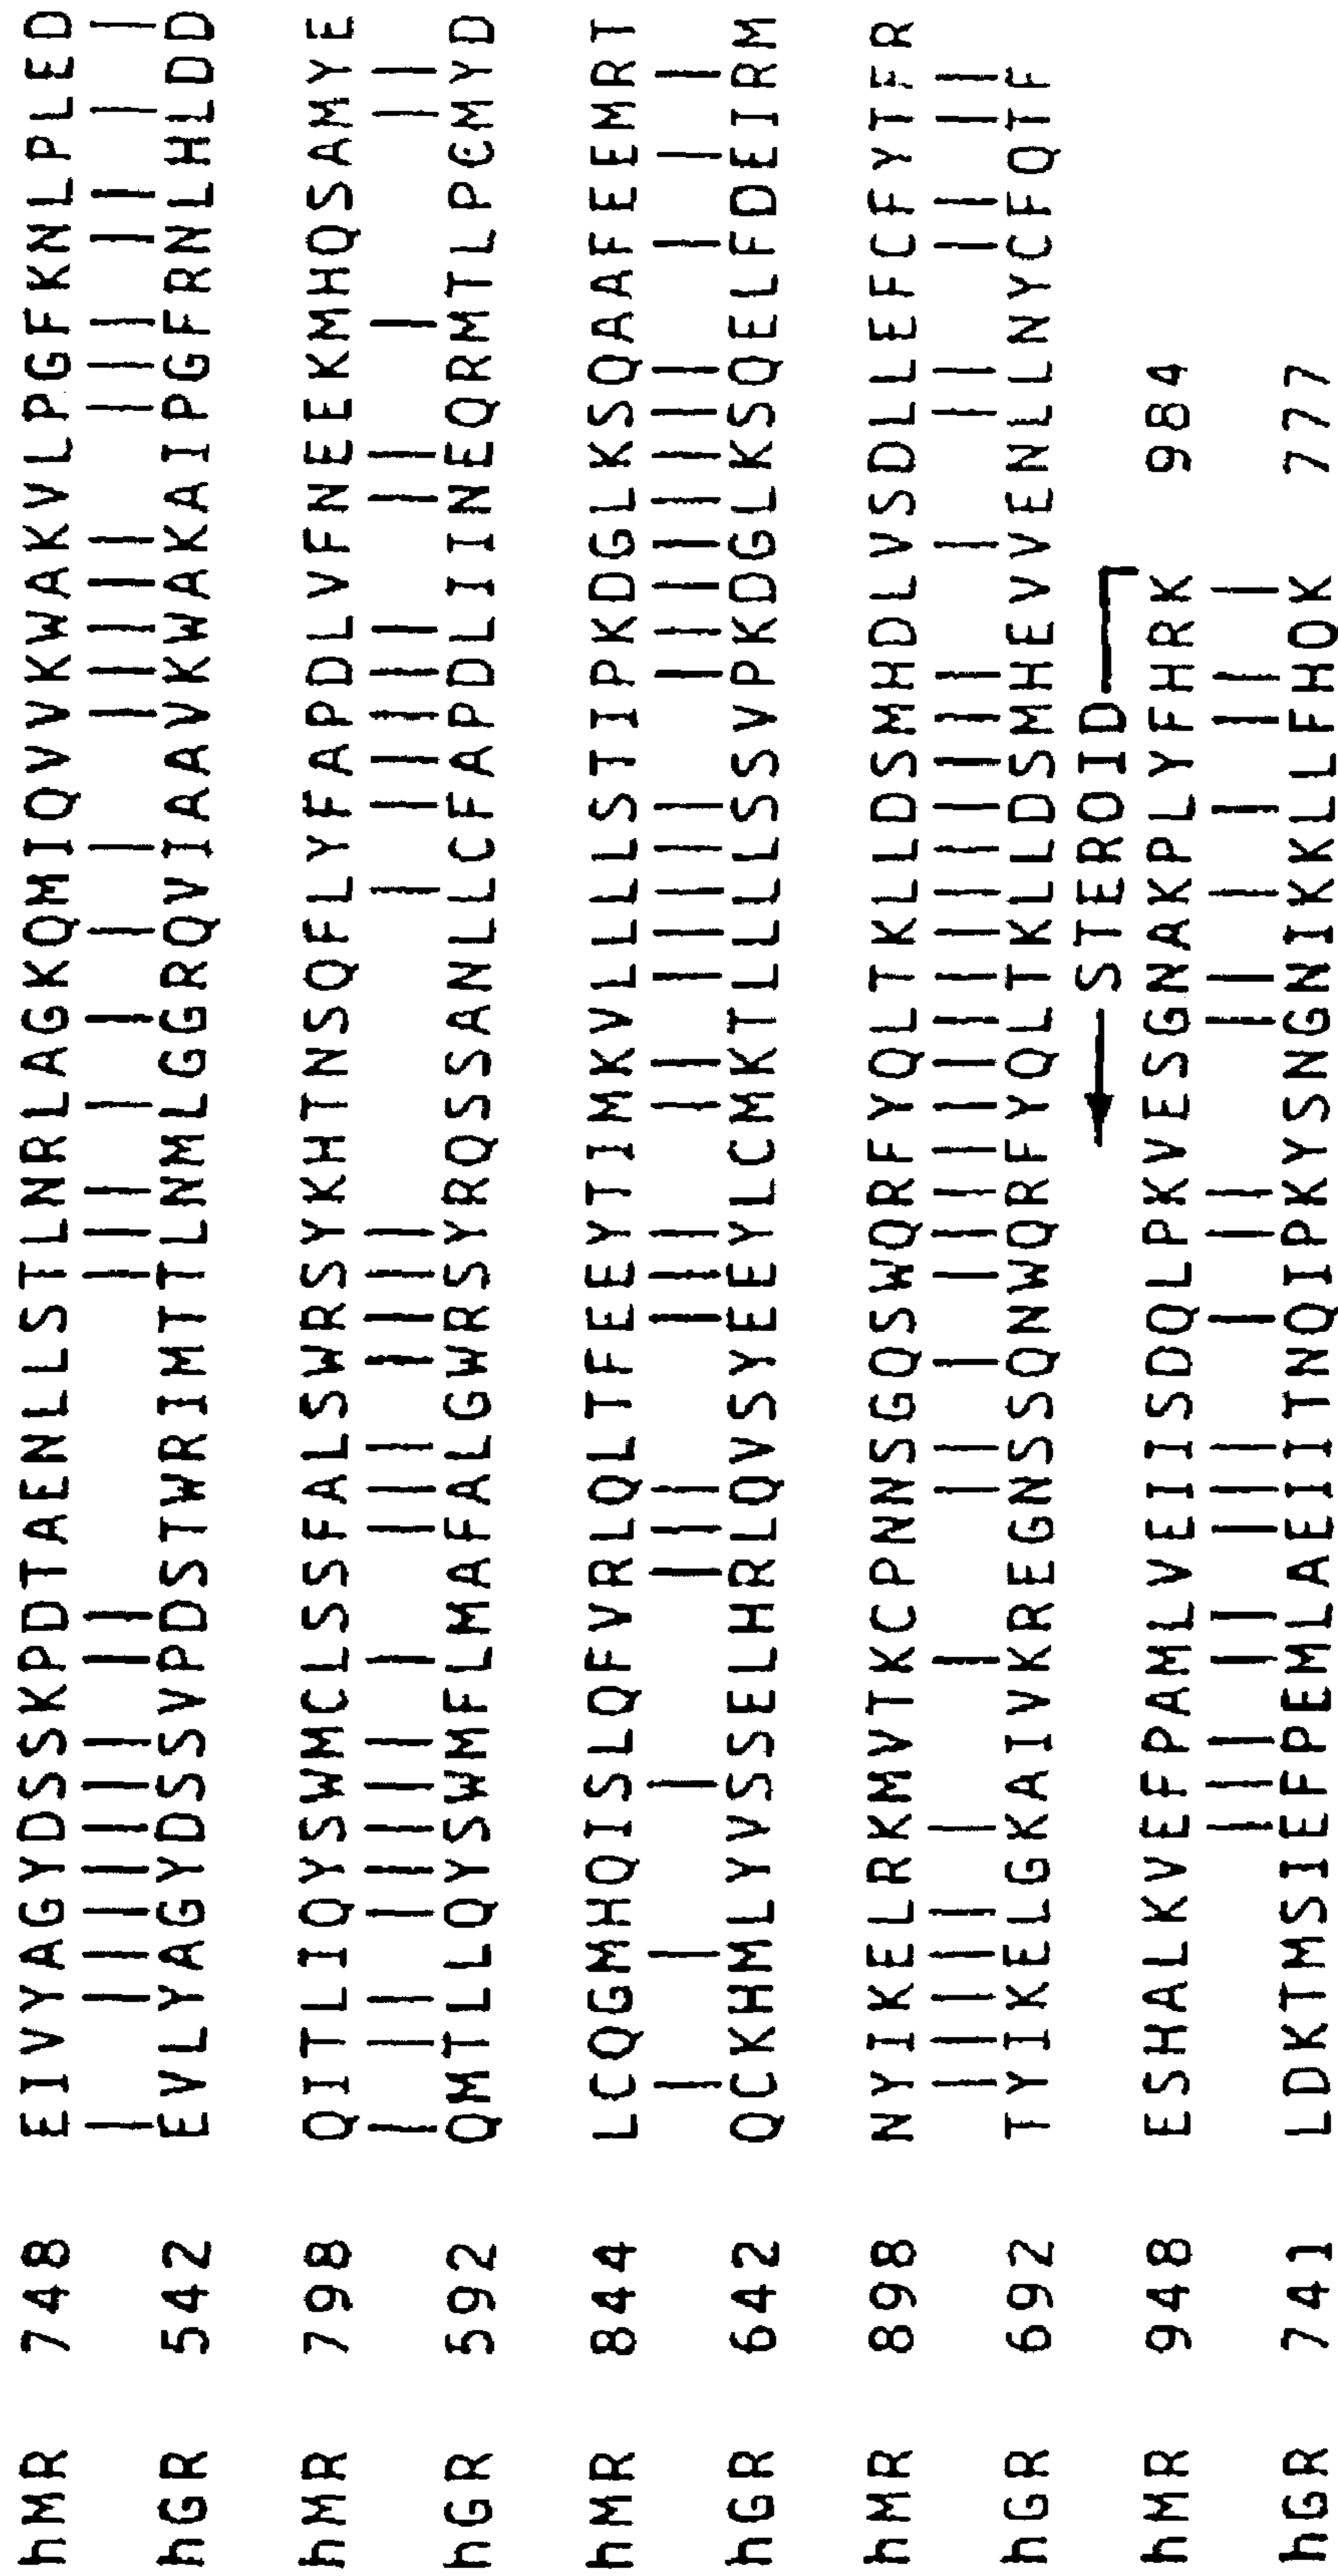 hMR 748 EIVYAGYDSSKPDTAENLLSTLNRLAGKQMIQVVKWAKVLPGFKNLPLED
hGR 542 EVLYAGYDSSVPDSTWRIMTTLNMLGGRQVIAAVKWAKAIPGFRNLHLDD
hMR 798 QITLIQYSWMCLSSFALSWRSYKHTNSQFLYFAPDLVFNEEKMHQSAMYE
hGR 592 QMTLLQYSWMFLMAFALGWRSYRQSSANLLCFAPDLIINEQRMTLPCMYD
hMR 844 LCQGMHQISLQFVRLQLTFEEYTIMKVLLLLSTIPKDGLKSQAAFEEMRT
hGR 642 QCKHMLYVSSELHRLQVSYEEYLCMKTLLLLSSVPKDGLKSQELFDEIRM
hMR 898 NYIKELRKMVTKCPNNSGQSWQRFYQLTKLLDSMHDLVSDLLEFCFYTFR
hGR 692 TYIKELGKAIVKREGNSSQNWQRFYQLTKLLDSMHEVVENLLNYCFQTF
STEROID
hMR 948 ESHALKVEFPAMLVEIISDQLPKVESGNAKPLYFHRK 984
hGR 741 LDKTMSIEFPEMLAEIITNQIPKYSNGNIKKLLFHQK 777